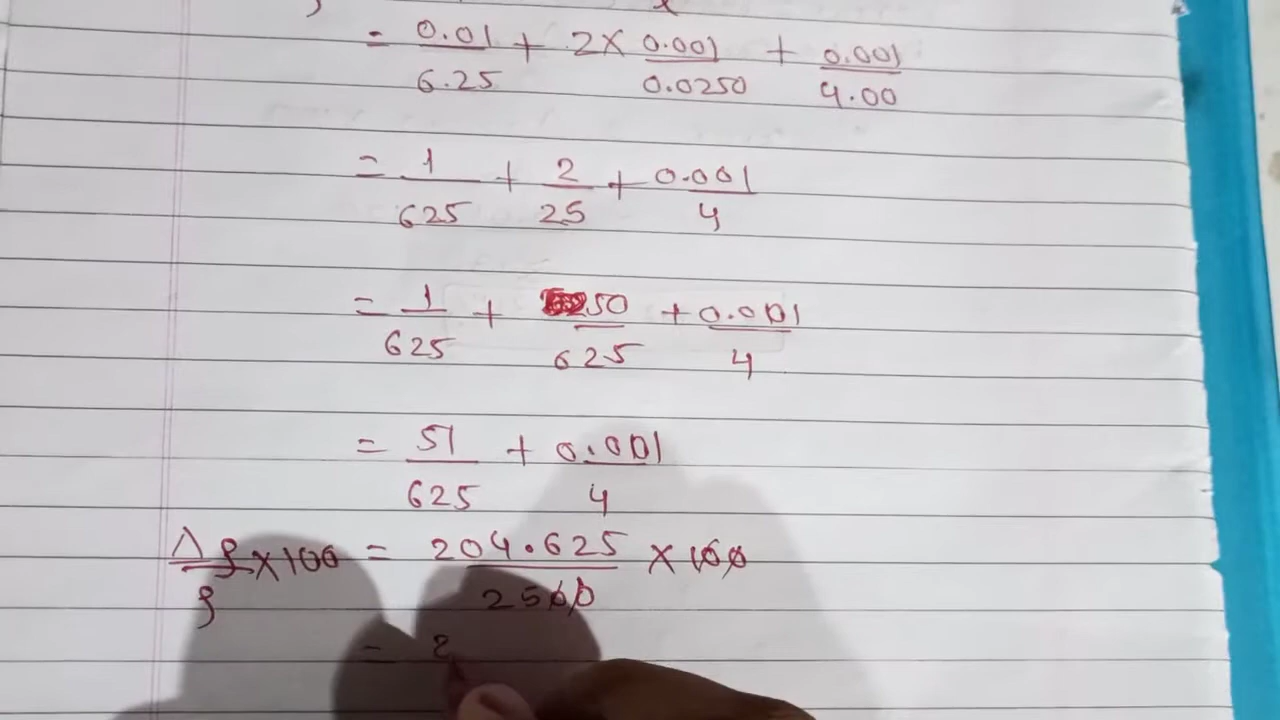 = 0.01/6.25 + 2× 0.001/0.0250 + 0.001/4.00
= 1/625 + 2/25 + 0.001/4
= 1/625 + 50/625 + 0.001/4
= 51/625 + 0.001/4
Δρ/ρ ×100 = 204.625/2500 ×100
= 8